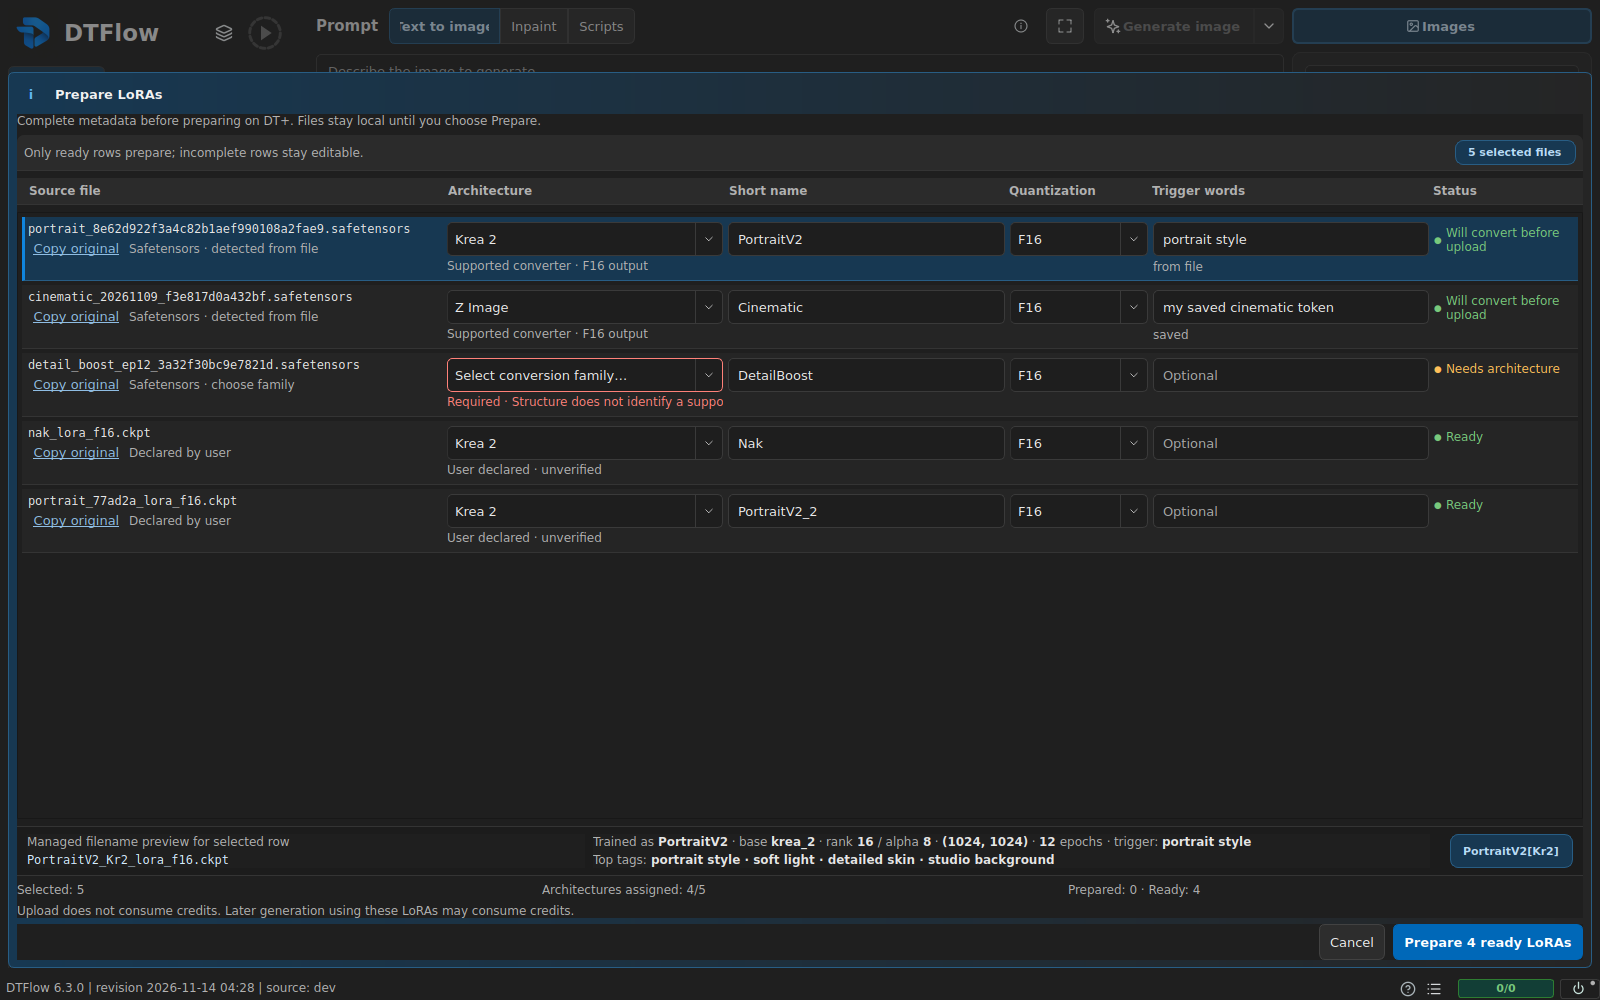 DTFlow
Prompt
Text to image
Inpaint
Scripts
Generate image
Images
Describe the image to generate
Prepare LoRAs
Complete metadata before preparing on DT+. Files stay local until you choose Prepare.
Only ready rows prepare; incomplete rows stay editable.
5 selected files
Source file Architecture Short name Quantization Trigger words Status
portrait_8e62d922f3a4c82b1aef990108a2fae9.safetensors
Copy original Safetensors · detected from file
Krea 2
Supported converter · F16 output
PortraitV2
F16
portrait style
from file
Will convert before
upload
cinematic_20261109_f3e817d0a432bf.safetensors
Copy original Safetensors · detected from file
Z Image
Supported converter · F16 output
Cinematic
F16
my saved cinematic token
saved
Will convert before
upload
detail_boost_ep12_3a32f30bc9e7821d.safetensors
Copy original Safetensors · choose family
Select conversion family...
Required · Structure does not identify a suppo
DetailBoost
F16
Optional
Needs architecture
nak_lora_f16.ckpt
Copy original Declared by user
Krea 2
User declared · unverified
Nak
F16
Optional
Ready
portrait_77ad2a_lora_f16.ckpt
Copy original Declared by user
Krea 2
User declared · unverified
PortraitV2_2
F16
Optional
Ready
Managed filename preview for selected row
PortraitV2_Kr2_lora_f16.ckpt
Trained as PortraitV2 · base krea_2 · rank 16 / alpha 8 · (1024, 1024) · 12 epochs · trigger: portrait style
Top tags: portrait style · soft light · detailed skin · studio background
PortraitV2[Kr2]
Selected: 5 Architectures assigned: 4/5 Prepared: 0 · Ready: 4
Upload does not consume credits. Later generation using these LoRAs may consume credits.
Cancel
Prepare 4 ready LoRAs
DTFlow 6.3.0 | revision 2026-11-14 04:28 | source: dev
0/0